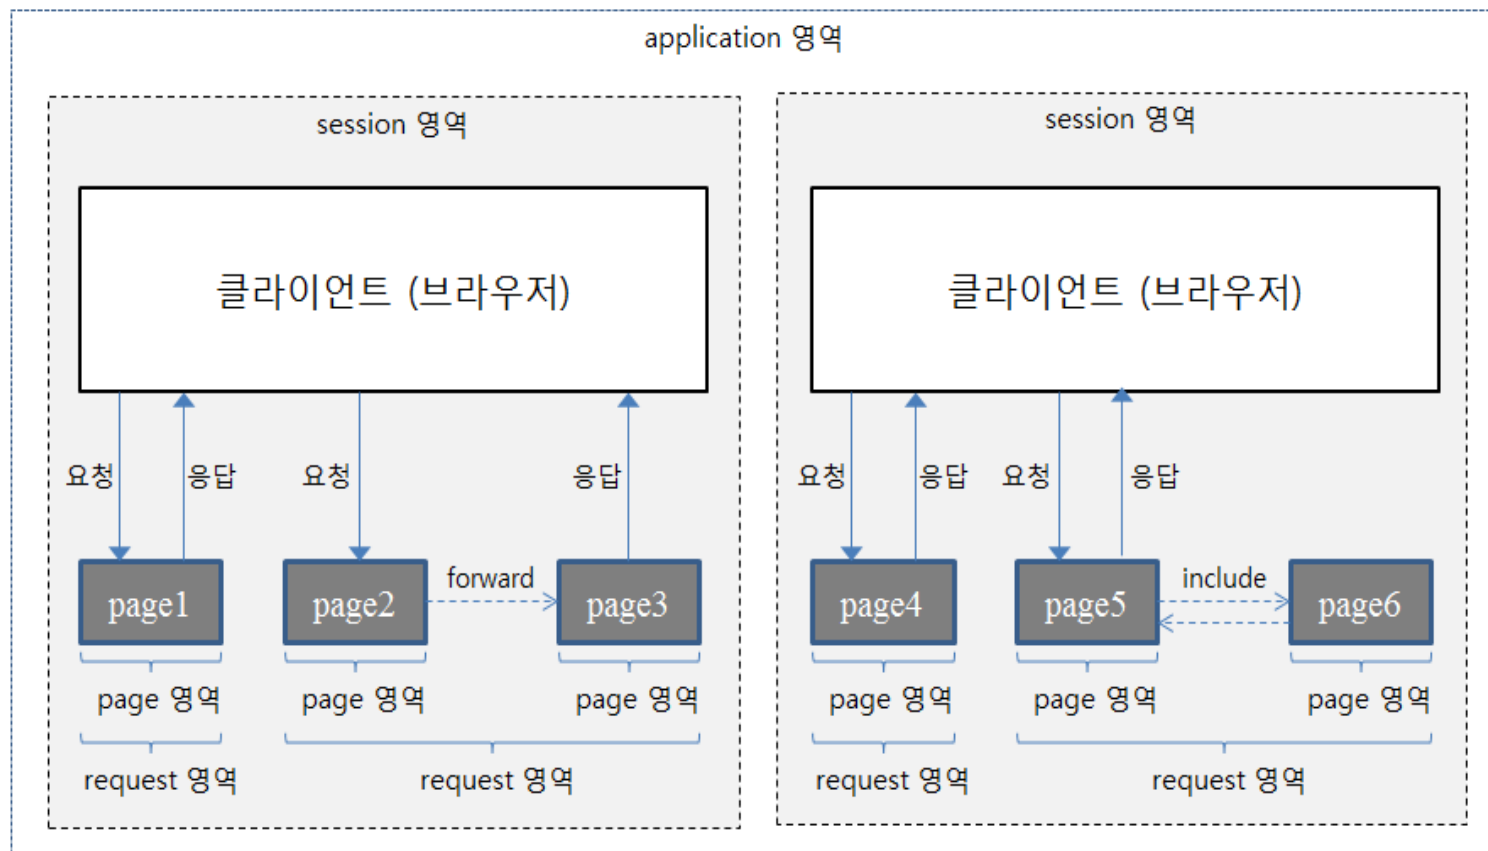 application 영역
session 영역
session 영역
클라이언트 (브라우저)
클라이언트 (브라우저)
요청
응답
요청
응답
요청
응답
요청
응답
page1
page2
forward
page3
page4
page5
include
page6
page 영역
page 영역
page 영역
page 영역
page 영역
page 영역
request 영역
request 영역
request 영역
request 영역